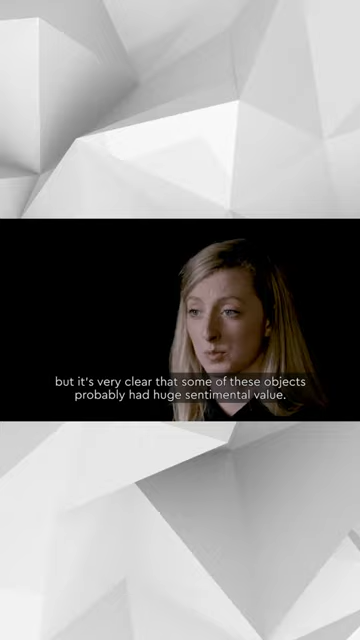 but it's very clear that some of these objects
probably had huge sentimental value.